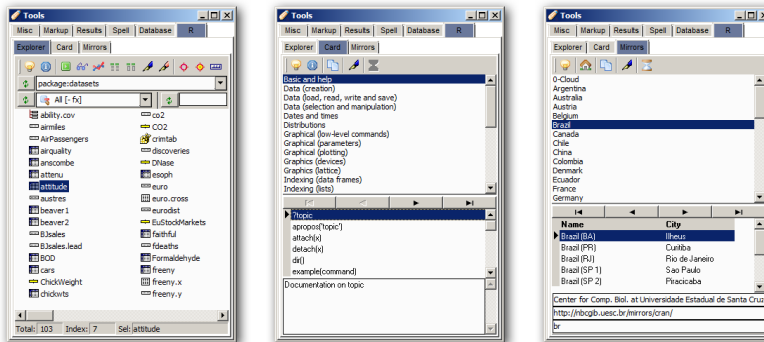 Tools
Misc Markup Results Spell Database R
Explorer Card Mirrors
package:datasets
All [- fx]
ability.cov co2
airmiles CO2
AirPassengers crimtab
airquality discoveries
anscombe DNase
attenu esoph
attitude euro
austres euro.cross
beaver1 eurodist
beaver2 EuStockMarkets
BJsales faithful
BJsales.lead fdeaths
BOD Formaldehyde
cars freeny
ChickWeight freeny.x
chickwts freeny.y
Total: 103 Index: 7 Sel: attitude
Tools
Misc Markup Results Spell Database R
Explorer Card Mirrors
Basic and help
Data (creation)
Data (load, read, write and save)
Data (selection and manipulation)
Dates and times
Distributions
Graphical (low-level commands)
Graphical (parameters)
Graphical (plotting)
Graphics (devices)
Graphics (lattice)
Indexing (data frames)
Indexing (lists)
?topic
apropos('topic')
attach(x)
detach(x)
dir()
example(command)
Documentation on topic
Tools
Misc Markup Results Spell Database R
Explorer Card Mirrors
0-Cloud
Argentina
Australia
Austria
Belgium
Brazil
Canada
Chile
China
Colombia
Denmark
Ecuador
France
Germany
Name City
Brazil (BA) Ilheus
Brazil (PR) Curitiba
Brazil (RJ) Rio de Janeiro
Brazil (SP 1) Sao Paulo
Brazil (SP 2) Piracicaba
Center for Comp. Biol. at Universidade Estadual de Santa Cruz
http://nbcgib.uesc.br/mirrors/cran/
br